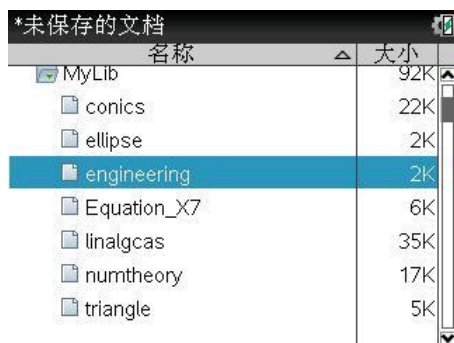 *未保存的文档
名称 大小
MyLib 92K
conics 22K
ellipse 2K
engineering 2K
Equation_X7 6K
linalgcas 35K
numtheory 17K
triangle 5K